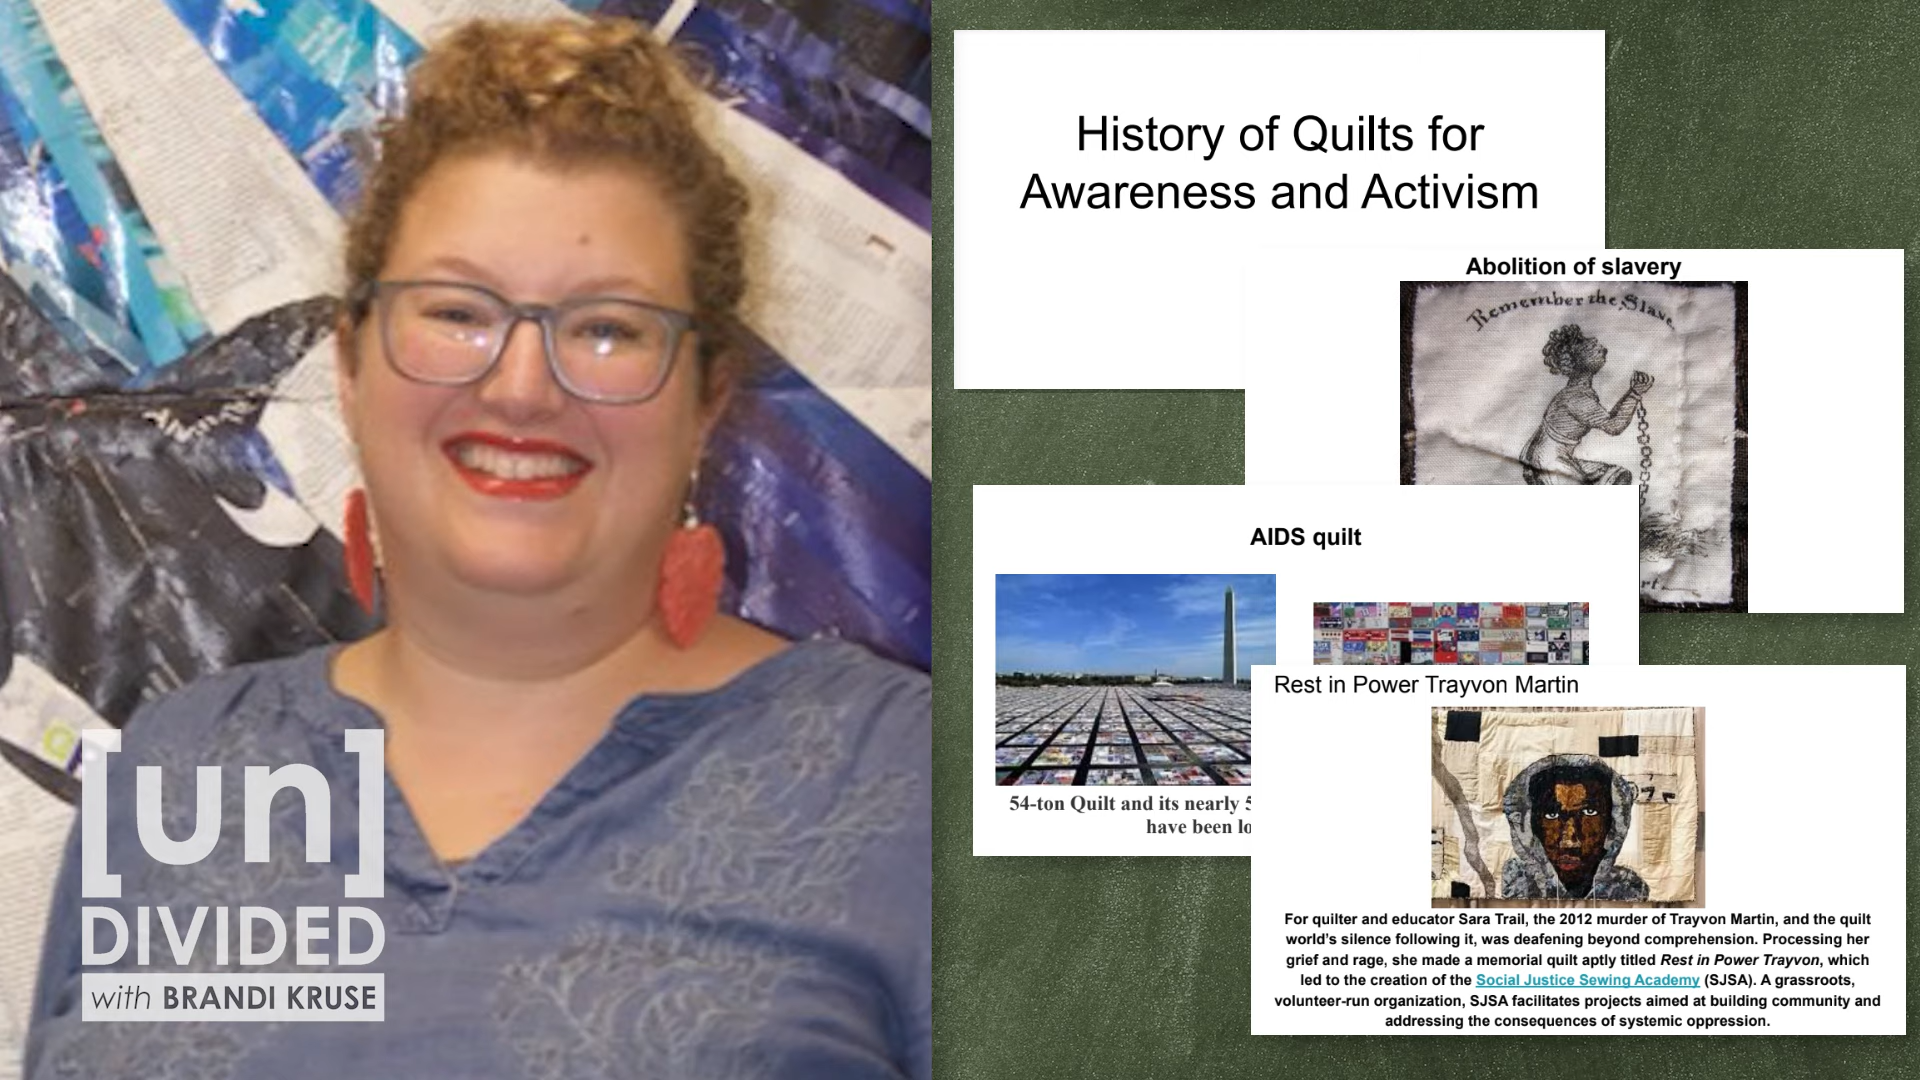 [un]
DIVIDED
with BRANDI KRUSE
History of Quilts for
Awareness and Activism
Abolition of slavery
Remember the Slave
AIDS quilt
54-ton Quilt and its nearly
have been lo
Rest in Power Trayvon Martin
For quilter and educator Sara Trail, the 2012 murder of Trayvon Martin, and the quilt
world's silence following it, was deafening beyond comprehension. Processing her
grief and rage, she made a memorial quilt aptly titled Rest in Power Trayvon, which
led to the creation of the Social Justice Sewing Academy (SJSA). A grassroots,
volunteer-run organization, SJSA facilitates projects aimed at building community and
addressing the consequences of systemic oppression.